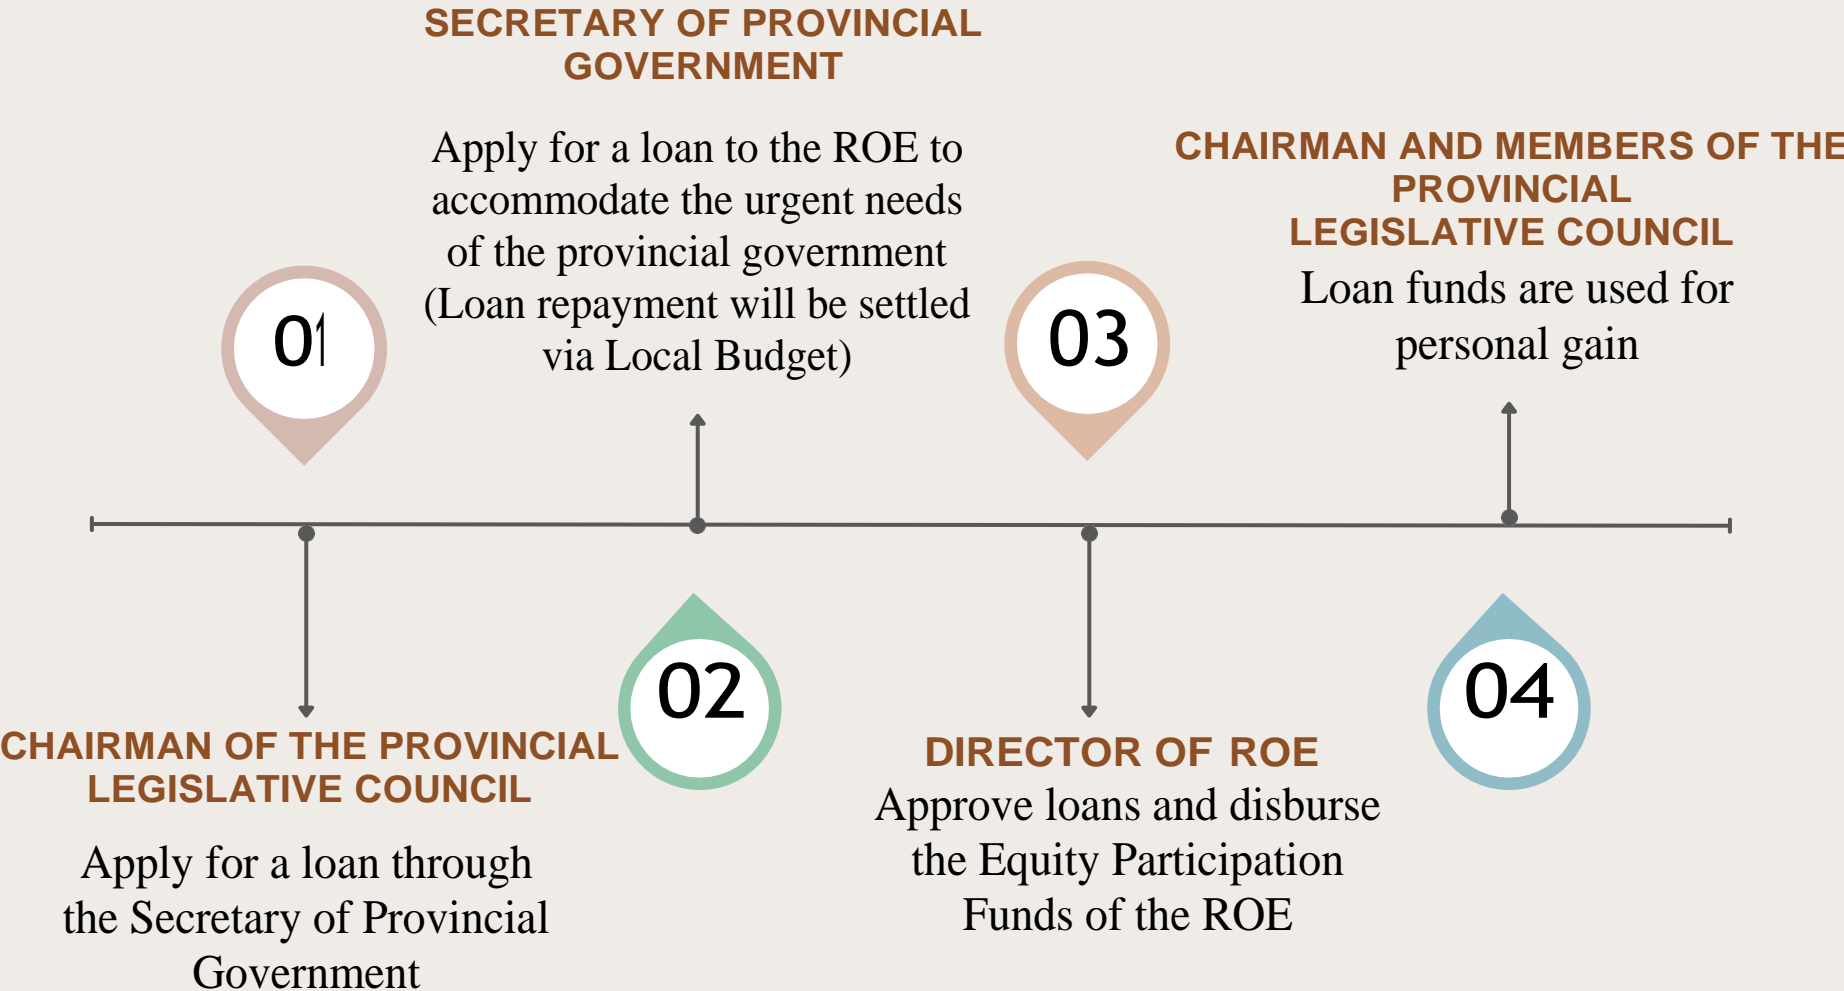 01
CHAIRMAN OF THE PROVINCIAL
LEGISLATIVE COUNCIL
Apply for a loan through
the Secretary of Provincial
Government
SECRETARY OF PROVINCIAL
GOVERNMENT
Apply for a loan to the ROE to
accommodate the urgent needs
of the provincial government
(Loan repayment will be settled
via Local Budget)
02
03
DIRECTOR OF ROE
Approve loans and disburse
the Equity Participation
Funds of the ROE
CHAIRMAN AND MEMBERS OF THE
PROVINCIAL
LEGISLATIVE COUNCIL
Loan funds are used for
personal gain
04